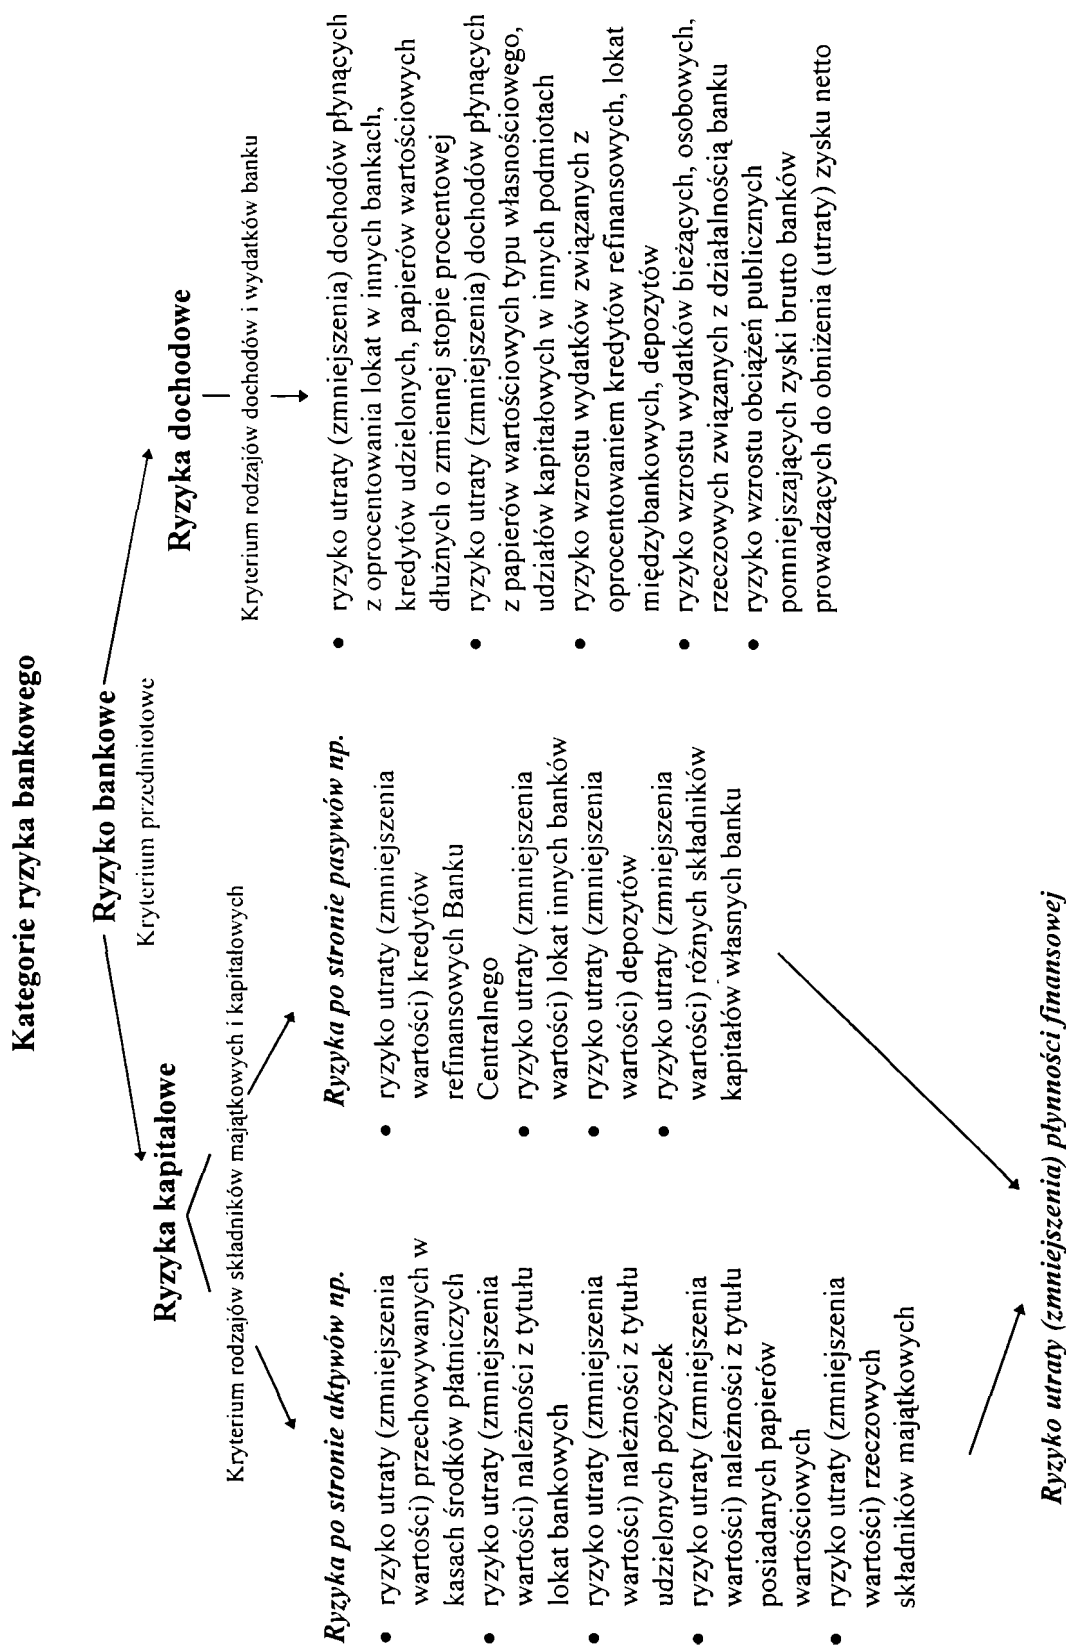 Kategorie ryzyka bankowego
Ryzyko bankowe
Kryterium przedmiotowe
Ryzyka kapitałowe
Kryterium rodzajów składników majątkowych i kapitałowych
Ryzyka po stronie aktywów np.
• ryzyko utraty (zmniejszenia
wartości) przechowywanych w
kasach środków płatniczych
• ryzyko utraty (zmniejszenia
wartości) należności z tytułu
lokat bankowych
• ryzyko utraty (zmniejszenia
wartości) należności z tytułu
udzielonych pożyczek
• ryzyko utraty (zmniejszenia
wartości) należności z tytułu
posiadanych papierów
wartościowych
• ryzyko utraty (zmniejszenia
wartości) rzeczowych
składników majątkowych
Ryzyka po stronie pasywów np.
• ryzyko utraty (zmniejszenia
wartości) kredytów
refinansowych Banku
Centralnego
• ryzyko utraty (zmniejszenia
wartości) lokat innych banków
• ryzyko utraty (zmniejszenia
wartości) depozytów
• ryzyko utraty (zmniejszenia
wartości) różnych składników
kapitałów własnych banku
Ryzyko utraty (zmniejszenia) płynności finansowej
Ryzyka dochodowe
Kryterium rodzajów dochodów i wydatków banku
• ryzyko utraty (zmniejszenia) dochodów płynących
z oprocentowania lokat w innych bankach,
kredytów udzielonych, papierów wartościowych
dłużnych o zmiennej stopie procentowej
• ryzyko utraty (zmniejszenia) dochodów płynących
z papierów wartościowych typu własnościowego,
udziałów kapitałowych w innych podmiotach
• ryzyko wzrostu wydatków związanych z
oprocentowaniem kredytów refinansowych, lokat
międzybankowych, depozytów
• ryzyko wzrostu wydatków bieżących, osobowych,
rzeczowych związanych z działalnością banku
• ryzyko wzrostu obciążeń publicznych
pomniejszających zyski brutto banków
prowadzących do obniżenia (utraty) zysku netto